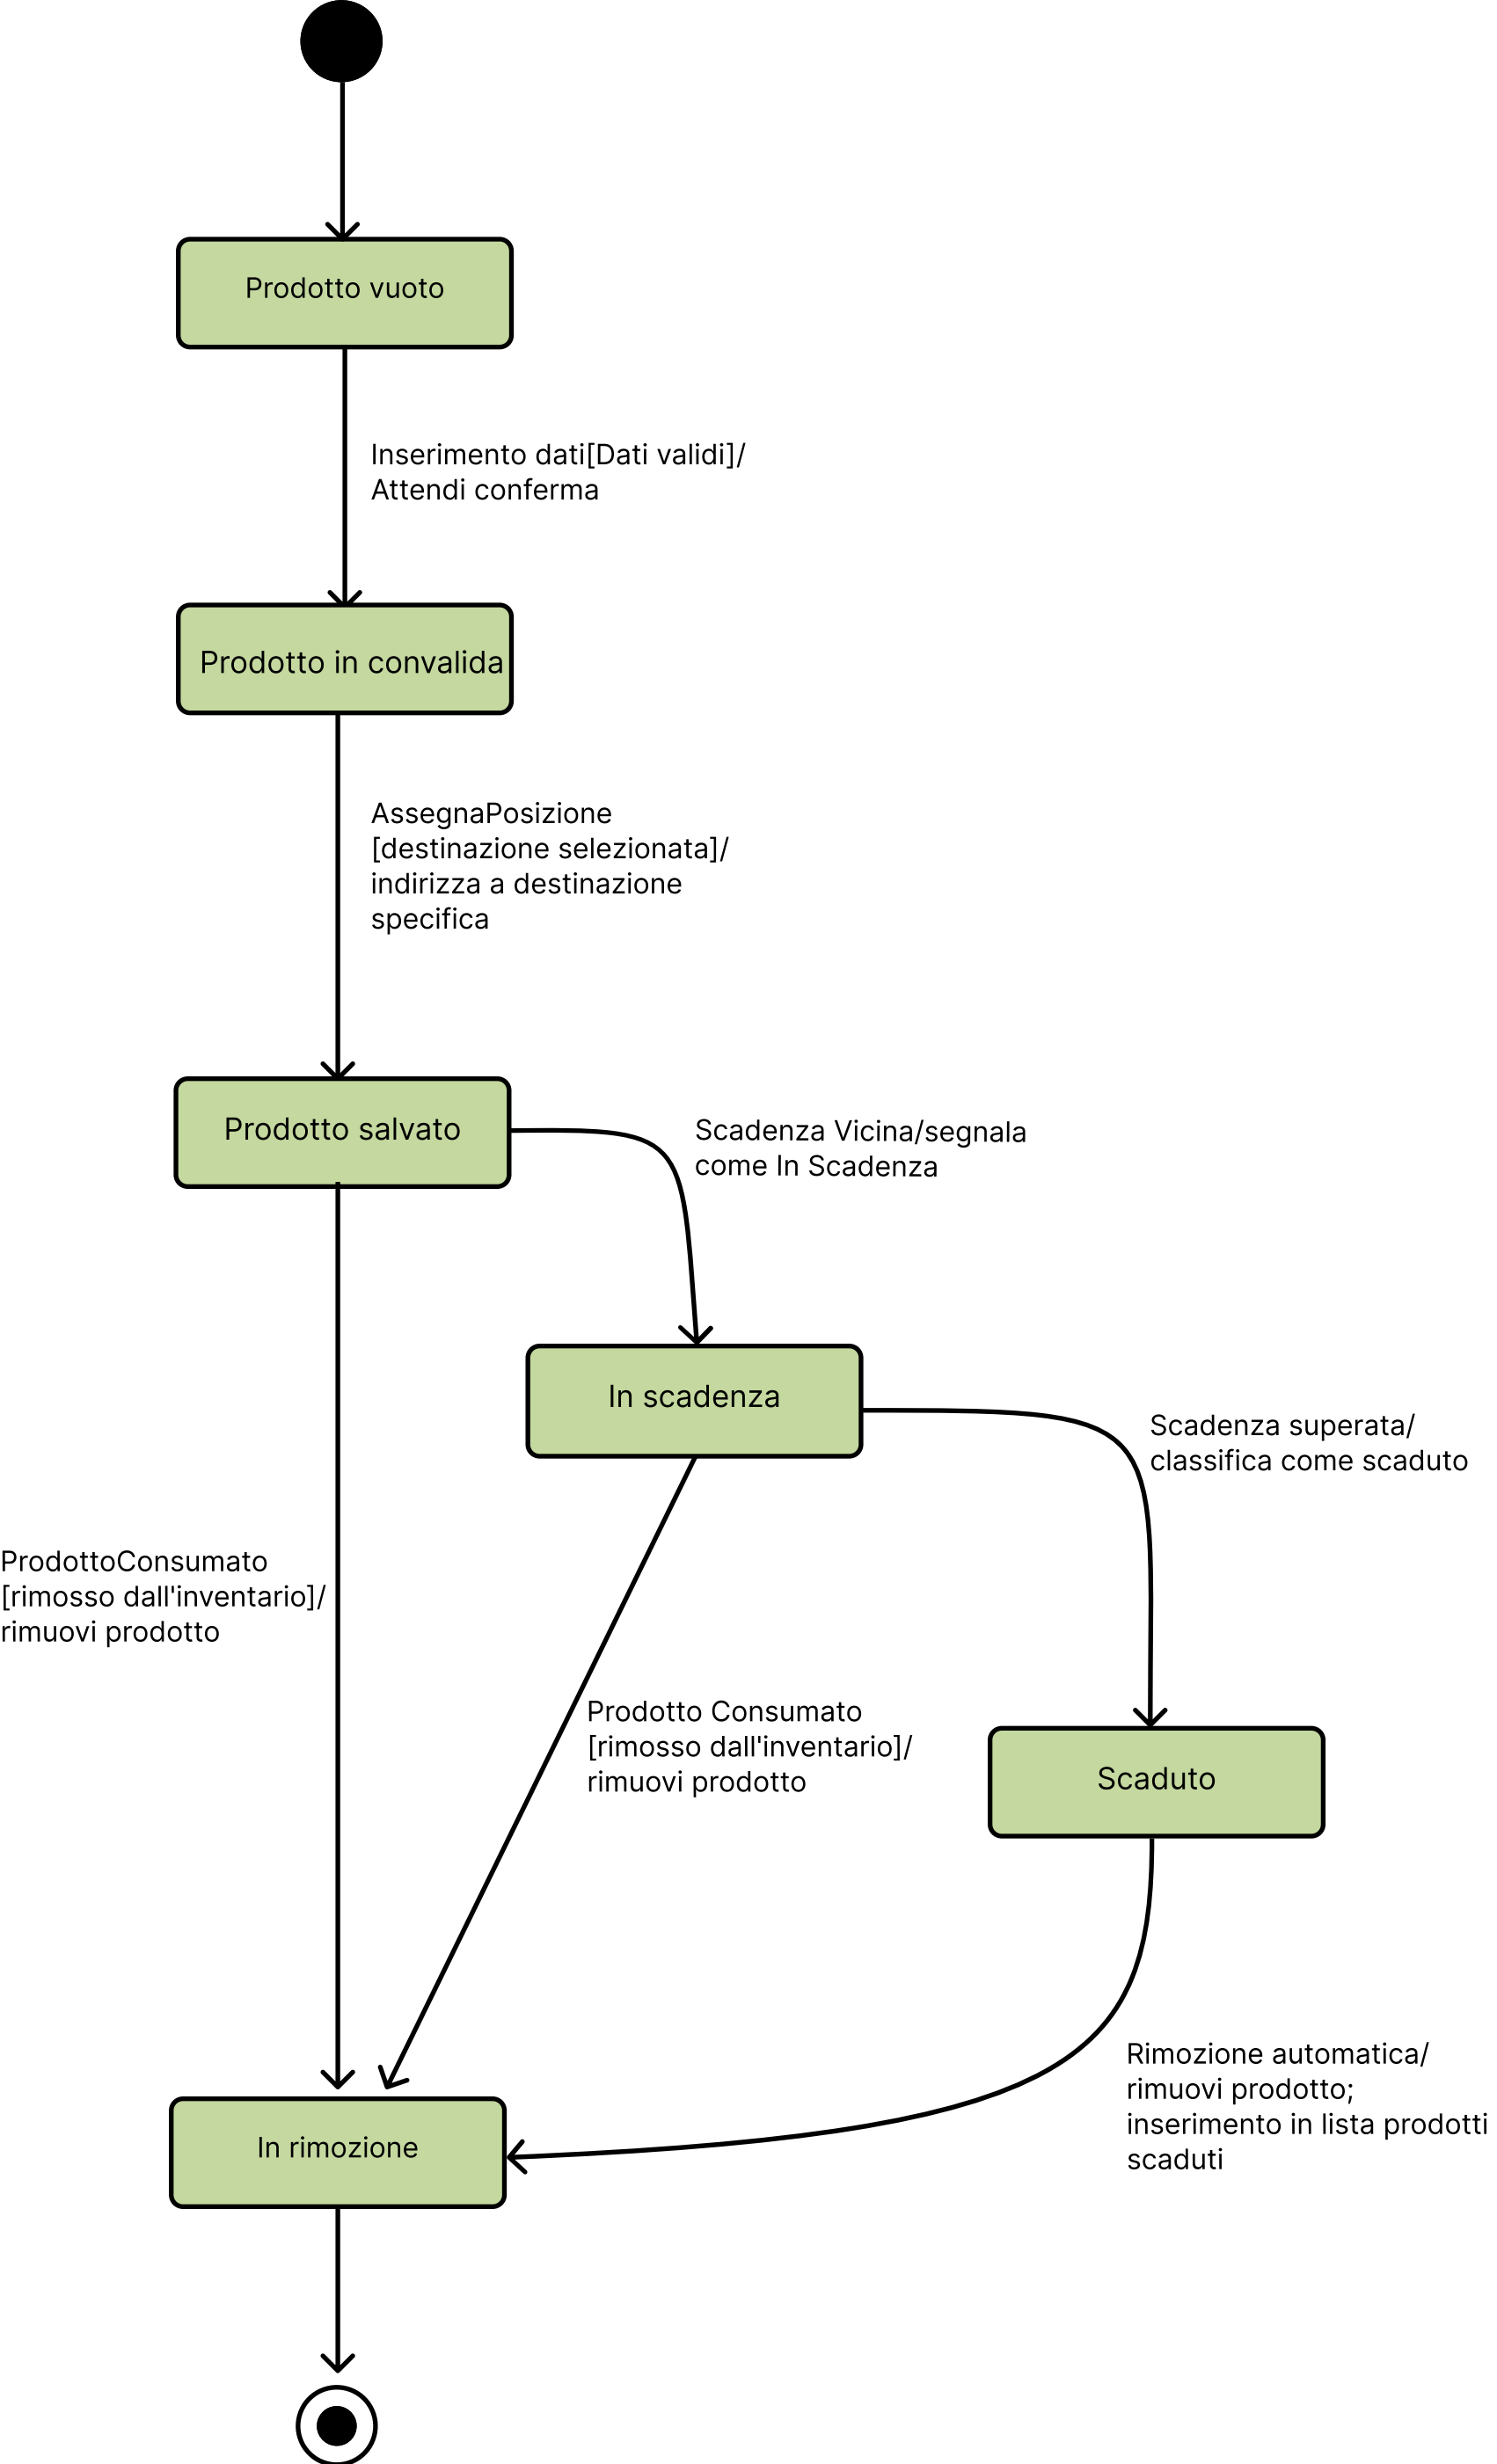 Prodotto vuoto
Inserimento dati[Dati validi]/
Attendi conferma
Prodotto in convalida
AssegnaPosizione
[destinazione selezionata]/
indirizza a destinazione
specifica
Prodotto salvato
Scadenza Vicina/segnala
come In Scadenza
In scadenza
Scadenza superata/
classifica come scaduto
ProdottoConsumato
[rimosso dall'inventario]/
rimuovi prodotto
Prodotto Consumato
[rimosso dall'inventario]/
rimuovi prodotto
Scaduto
Rimozione automatica/
rimuovi prodotto;
inserimento in lista prodotti
scaduti
In rimozione